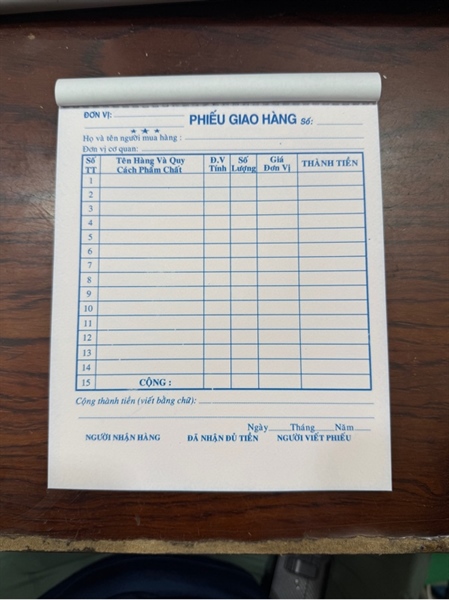 ĐƠN VỊ:
PHIẾU GIAO HÀNG Số:
★ ★ ★
Họ và tên người mua hàng :
Đơn vị cơ quan:
Số TT Tên Hàng Và Quy Cách Phẩm Chất Đ.V Tính Số Lượng Giá Đơn Vị THÀNH TIỀN
1
2
3
4
5
6
7
8
9
10
11
12
13
14
15 CỘNG :
Cộng thành tiền (viết bằng chữ):
Ngày Tháng Năm
NGƯỜI NHẬN HÀNG ĐÃ NHẬN ĐỦ TIỀN NGƯỜI VIẾT PHIẾU